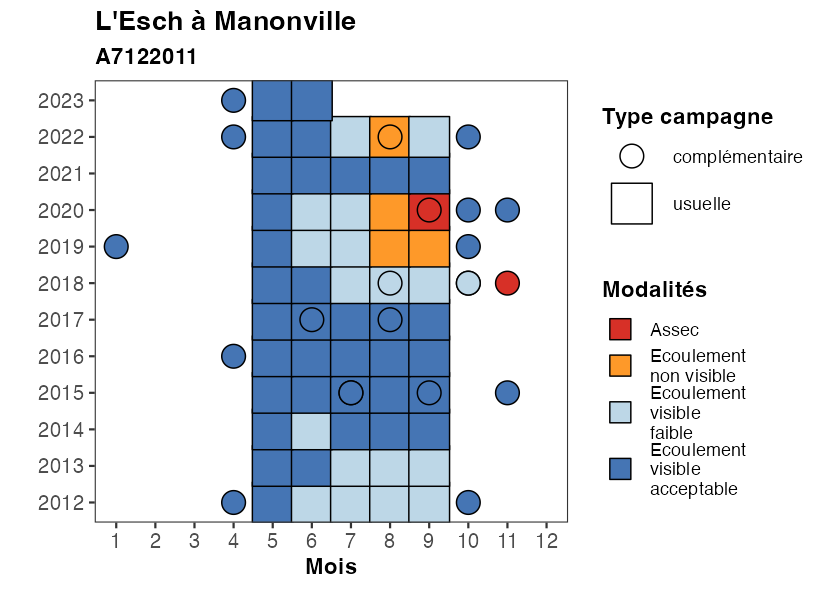 L'Esch à Manonville
A7122011
2023
2022
2021
2020
2019
2018
2017
2016
2015
2014
2013
2012
1 2 3 4 5 6 7 8 9 10 11 12
Mois
Type campagne
complémentaire
usuelle
Modalités
Assec
Ecoulement
non visible
Ecoulement
visible
faible
Ecoulement
visible
acceptable